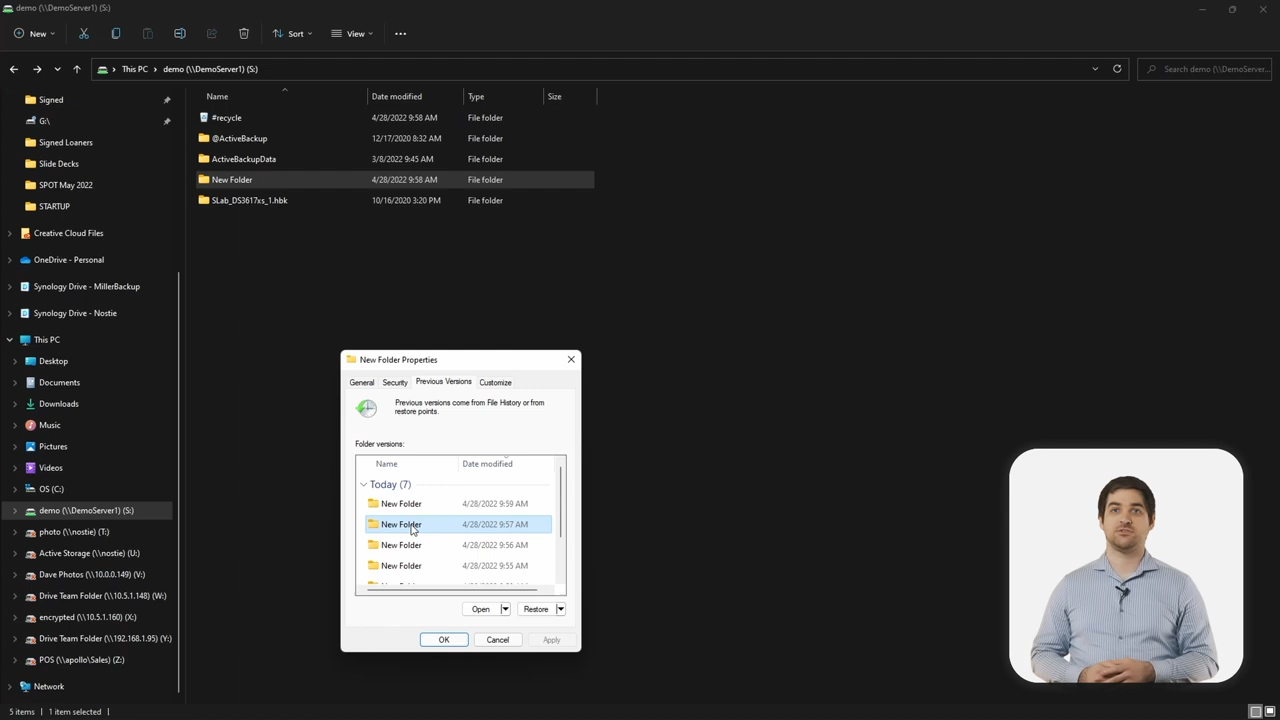 demo (\\DemoServer1) (S:)
New
Sort
View
This PC
demo (\\DemoServer1) (S:)
Search demo (\\DemoServer...
Signed
G:\
Signed Loaners
Slide Decks
SPOT May 2022
STARTUP
Creative Cloud Files
OneDrive - Personal
Synology Drive - MillerBackup
Synology Drive - Nostie
This PC
Desktop
Documents
Downloads
Music
Pictures
Videos
OS (C:)
demo (\\DemoServer1) (S:)
photo (\\nostie) (T:)
Active Storage (\\nostie) (U:)
Dave Photos (\\10.0.0.149) (V:)
Drive Team Folder (\\10.5.1.148) (W:)
encrypted (\\10.5.1.160) (X:)
Drive Team Folder (\\192.168.1.95) (Y:)
POS (\\apollo\Sales) (Z:)
Network
Name Date modified Type Size
#recycle 4/28/2022 9:58 AM File folder
@ActiveBackup 12/17/2020 8:32 AM File folder
ActiveBackupData 3/8/2022 9:45 AM File folder
New Folder 4/28/2022 9:58 AM File folder
SLab_DS3617xs_1.hbk 10/16/2020 3:20 PM File folder
New Folder Properties
General Security Previous Versions Customize
Previous versions come from File History or from
restore points.
Folder versions:
Name Date modified
Today (7)
New Folder 4/28/2022 9:59 AM
New Folder 4/28/2022 9:57 AM
New Folder 4/28/2022 9:56 AM
New Folder 4/28/2022 9:55 AM
Open Restore
OK Cancel Apply
5 items 1 item selected